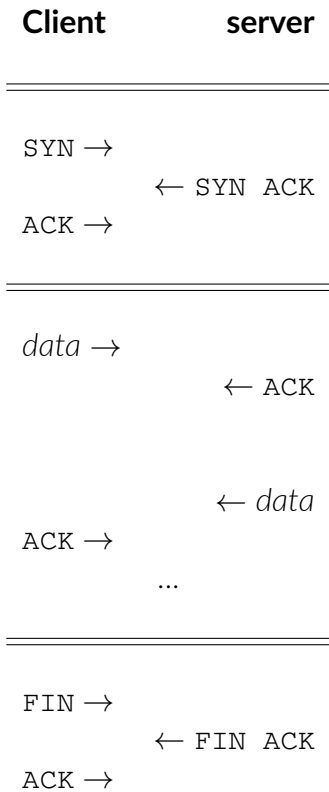 Client server
SYN →
← SYN ACK
ACK →
data →
← ACK
← data
ACK →
...
FIN →
← FIN ACK
ACK →